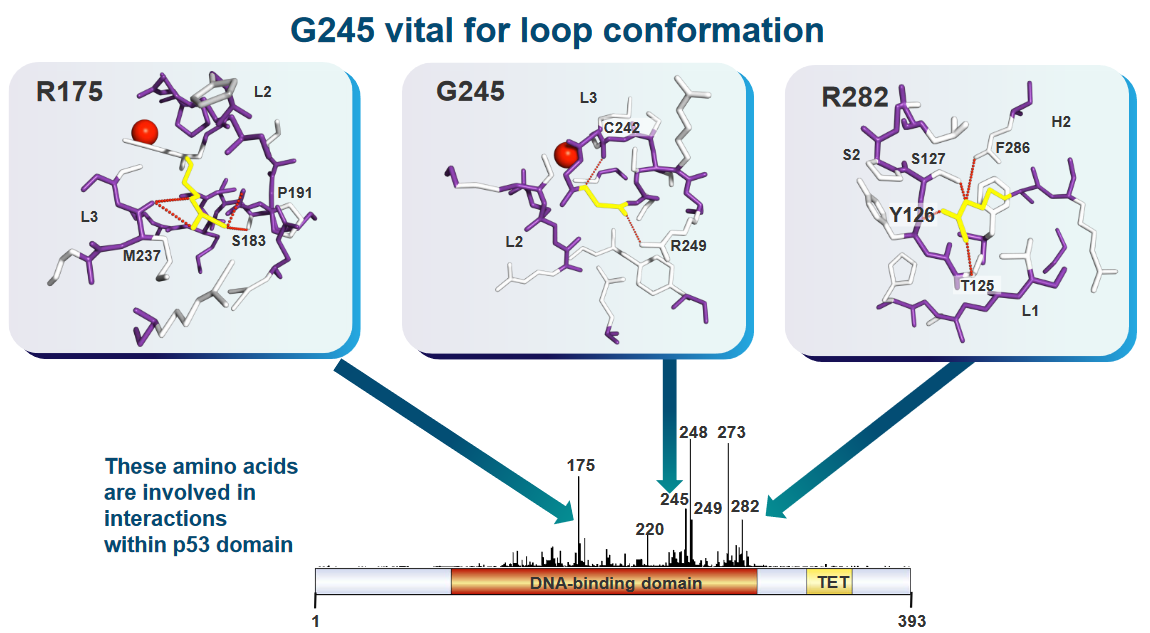 G245 vital for loop conformation
R175
L2
P191
L3
S183
M237
G245
L3
C242
L2
R249
R282
H2
F286
S2
S127
Y126
T125
L1
These amino acids
are involved in
interactions
within p53 domain
175
220
245
248
249
273
282
DNA-binding domain
TET
1
393